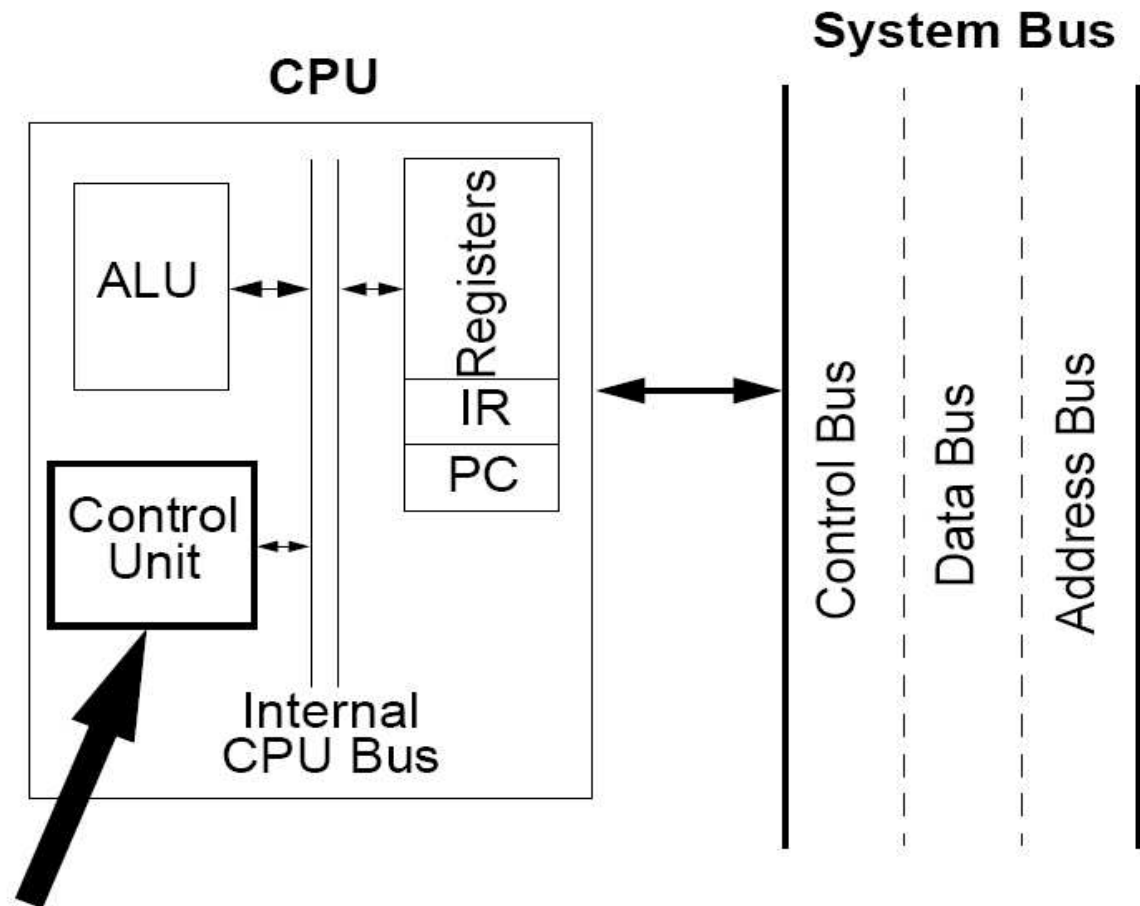 System Bus
CPU
ALU
Registers
IR
PC
Control
Unit
Internal
CPU Bus
Control Bus
Data Bus
Address Bus